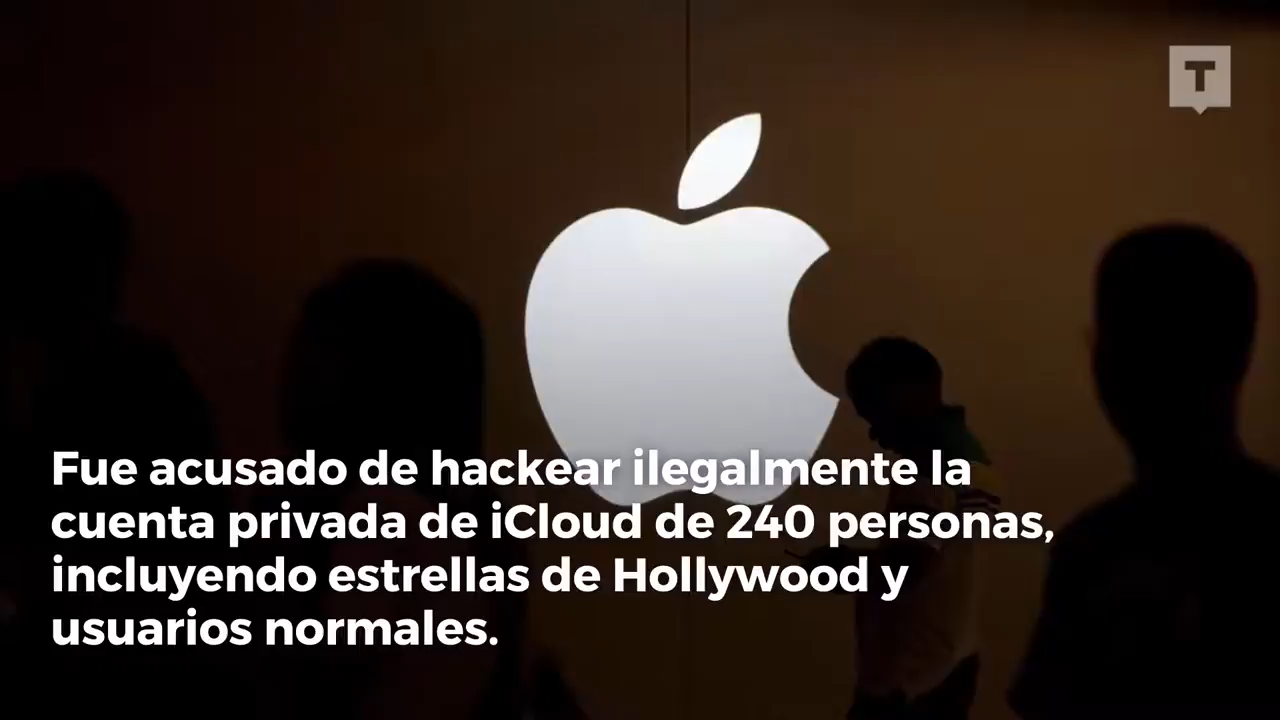 T
Fue acusado de hackear ilegalmente la
cuenta privada de iCloud de 240 personas,
incluyendo estrellas de Hollywood y
usuarios normales.